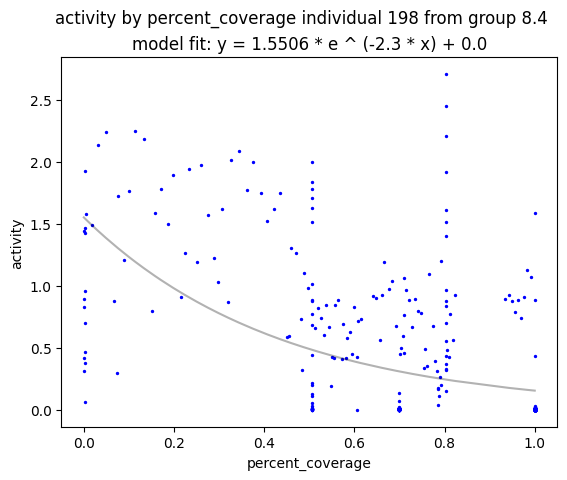 activity by percent_coverage individual 198 from group 8.4
model fit: y = 1.5506 * e ^ (-2.3 * x) + 0.0
activity
2.5
2.0
1.5
1.0
0.5
0.0
0.0 0.2 0.4 0.6 0.8 1.0
percent_coverage